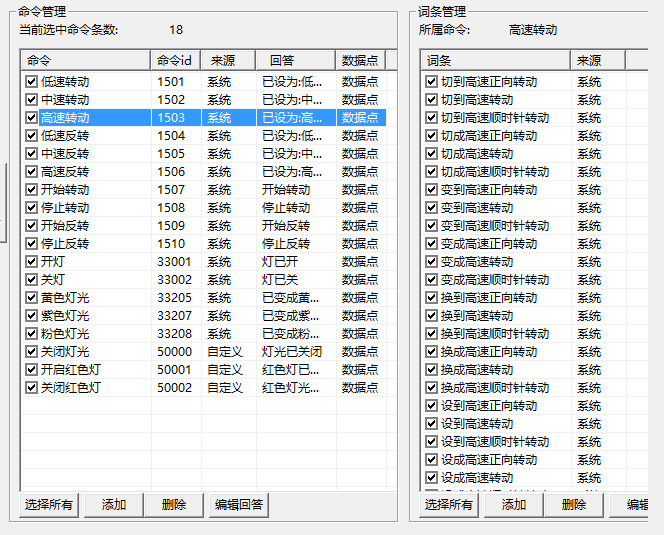 命令管理
当前选中命令条数: 18
命令 命令id 来源 回答 数据点
低速转动 1501 系统 已设为:低... 数据点
中速转动 1502 系统 已设为:中... 数据点
高速转动 1503 系统 已设为:高... 数据点
低速反转 1504 系统 已设为:低... 数据点
中速反转 1505 系统 已设为:中... 数据点
高速反转 1506 系统 已设为:高... 数据点
开始转动 1507 系统 开始转动 数据点
停止转动 1508 系统 停止转动 数据点
开始反转 1509 系统 开始反转 数据点
停止反转 1510 系统 停止反转 数据点
开灯 33001 系统 灯已开 数据点
关灯 33002 系统 灯已关 数据点
黄色灯光 33205 系统 已变成黄... 数据点
紫色灯光 33207 系统 已变成紫... 数据点
粉色灯光 33208 系统 已变成粉... 数据点
关闭灯光 50000 自定义 灯光已关闭 数据点
开启红色灯 50001 自定义 红色灯已... 数据点
关闭红色灯 50002 自定义 红色灯光... 数据点
选择所有 添加 删除 编辑回答
词条管理
所属命令: 高速转动
词条 来源
切到高速正向转动 系统
切到高速转动 系统
切到高速顺时针转动 系统
切成高速正向转动 系统
切成高速转动 系统
切成高速顺时针转动 系统
变到高速正向转动 系统
变到高速转动 系统
变到高速顺时针转动 系统
变成高速正向转动 系统
变成高速转动 系统
变成高速顺时针转动 系统
换到高速正向转动 系统
换到高速转动 系统
换到高速顺时针转动 系统
换成高速正向转动 系统
换成高速转动 系统
换成高速顺时针转动 系统
设到高速正向转动 系统
设到高速转动 系统
设到高速顺时针转动 系统
设成高速正向转动 系统
设成高速转动 系统
选择所有 添加 删除 编辑